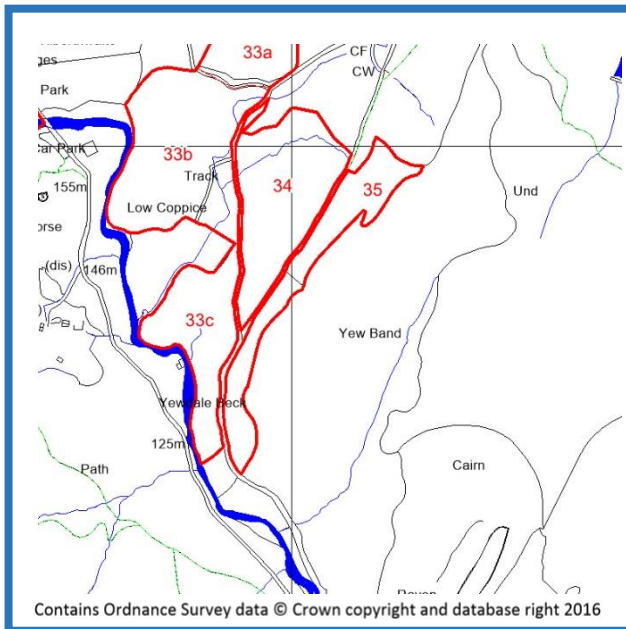 33a
CF
CW
ges
Park
33b
Car Park
Track
34
35
155m
Low Coppice
Und
orse
(dis)
146m
33c
Yew Band
Yewdale Beck
125m
Path
Cairn
Contains Ordnance Survey data © Crown copyright and database right 2016